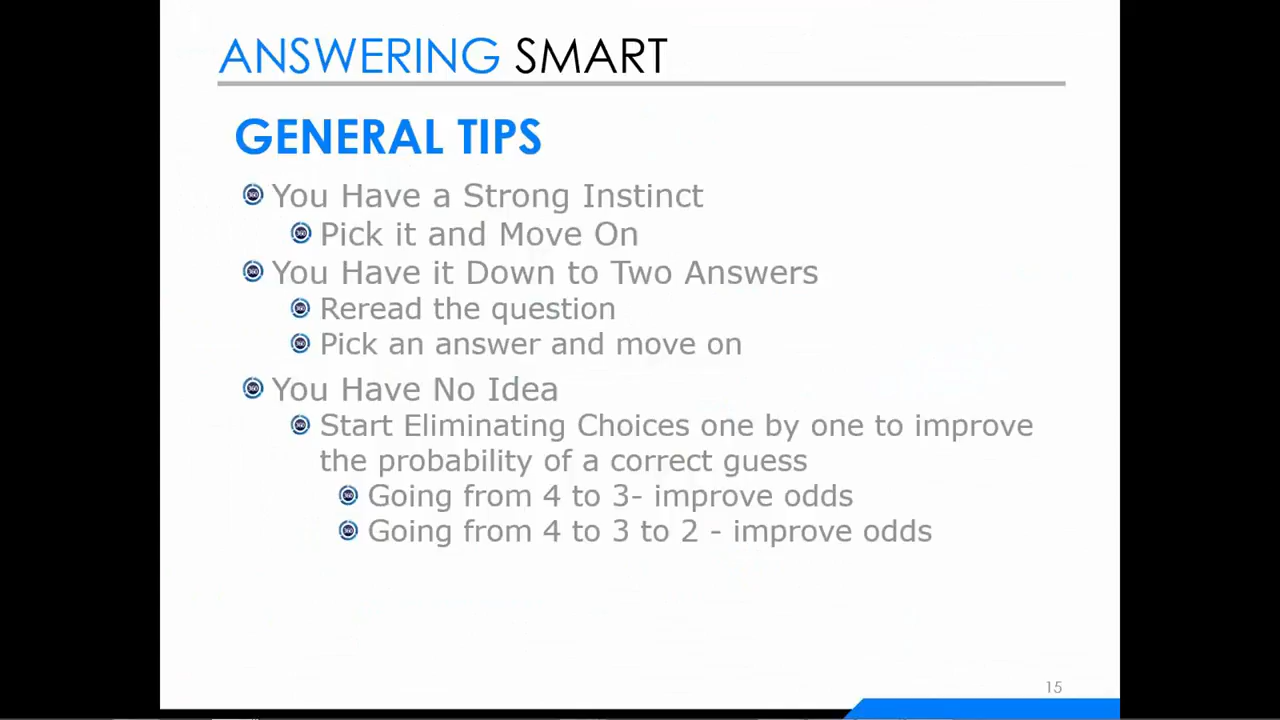 ANSWERING SMART
GENERAL TIPS
You Have a Strong Instinct
Pick it and Move On
You Have it Down to Two Answers
Reread the question
Pick an answer and move on
You Have No Idea
Start Eliminating Choices one by one to improve
the probability of a correct guess
Going from 4 to 3- improve odds
Going from 4 to 3 to 2 - improve odds
15